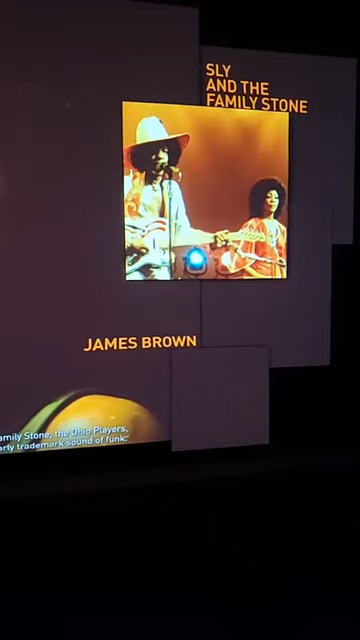 SLY
AND THE
FAMILY STONE
JAMES BROWN
amily Stone, the Ohio Players,
arly trademark sound of funk.